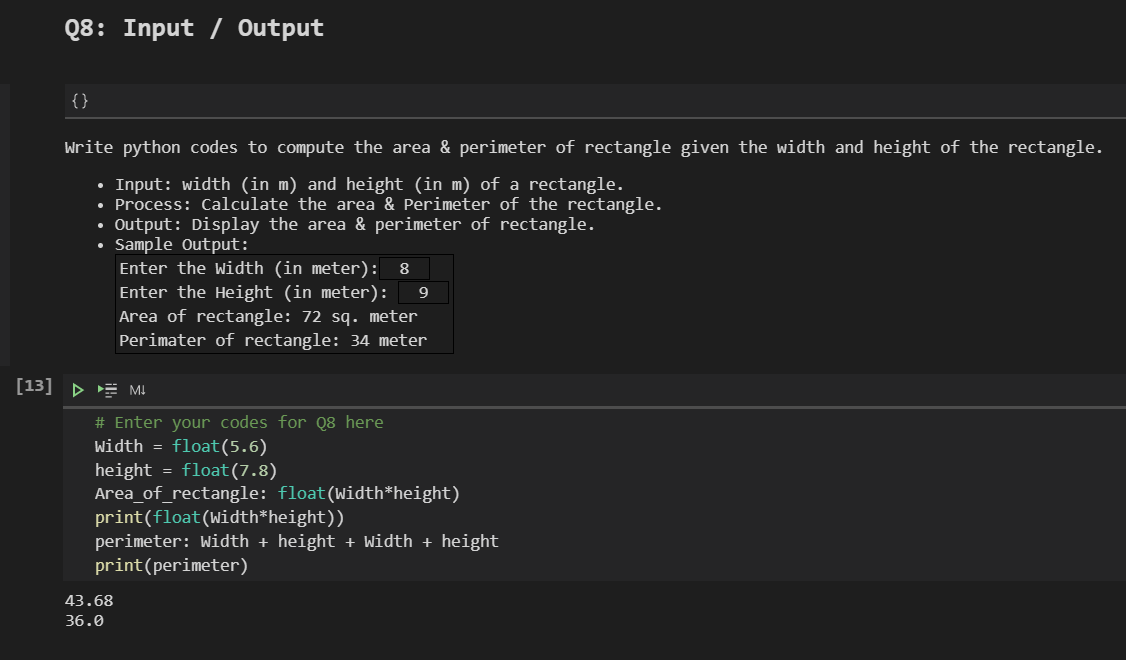 Q8: Input / Output
{}
Write python codes to compute the area & perimeter of rectangle given the width and height of the rectangle.
• Input: width (in m) and height (in m) of a rectangle.
• Process: Calculate the area & Perimeter of the rectangle.
• Output: Display the area & perimeter of rectangle.
• Sample Output:
Enter the Width (in meter): 8
Enter the Height (in meter): 9
Area of rectangle: 72 sq. meter
Perimater of rectangle: 34 meter
[13] M↓
# Enter your codes for Q8 here
Width = float(5.6)
height = float(7.8)
Area_of_rectangle: float(Width*height)
print(float(Width*height))
perimeter: Width + height + Width + height
print(perimeter)
43.68
36.0